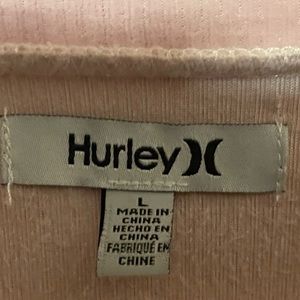 Hurley
L
MADE IN
CHINA
HECHO EN
CHINA
FABRIQUÉ EN
CHINE